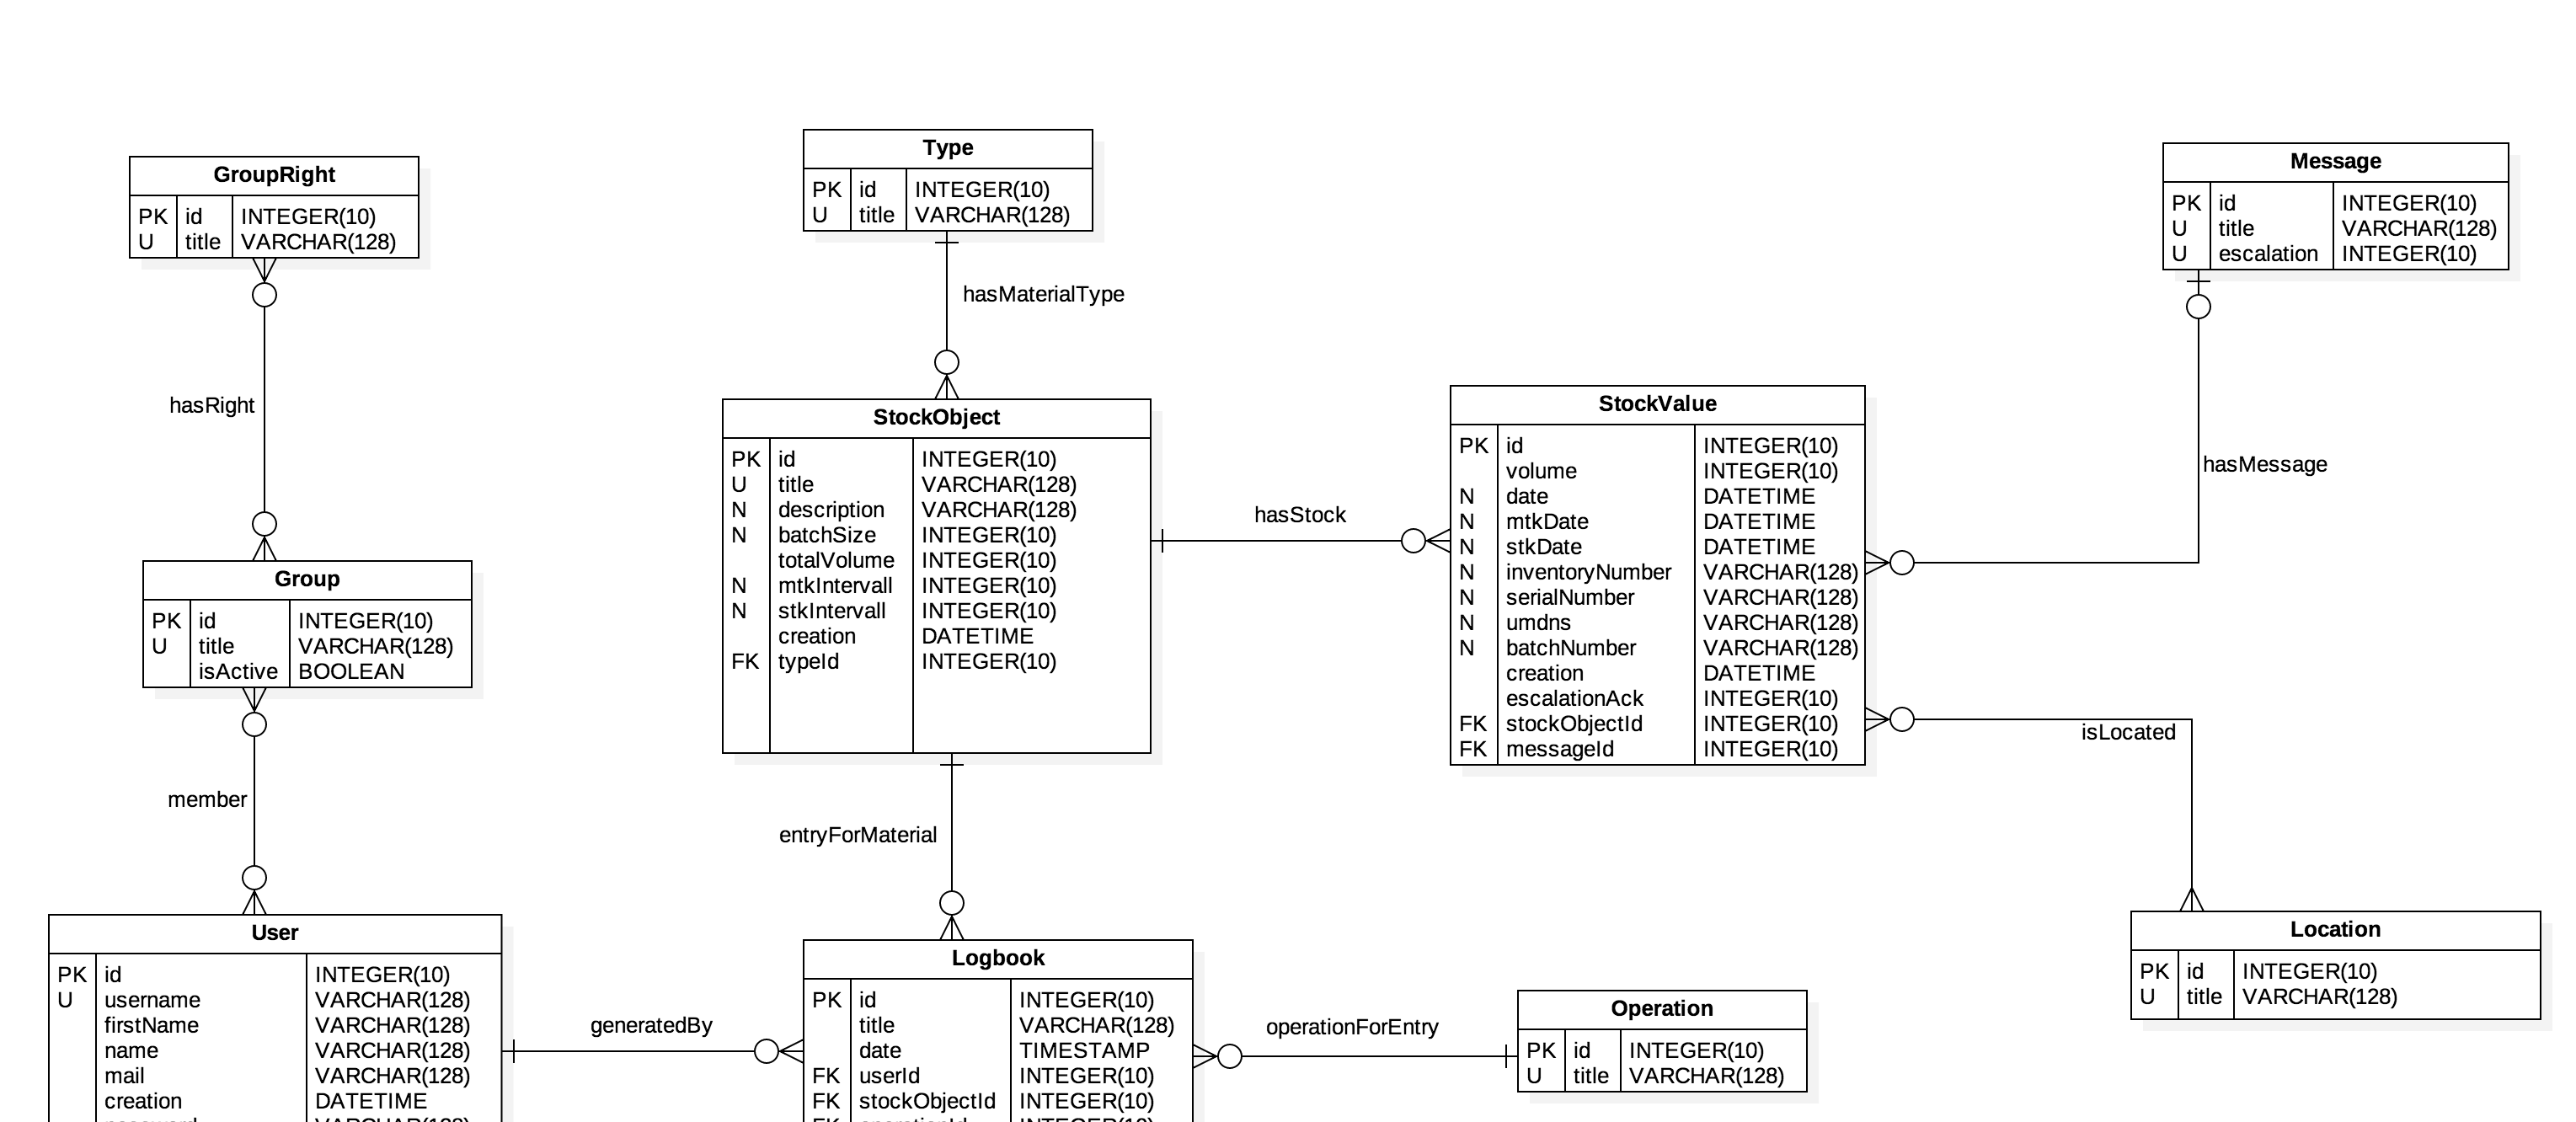 GroupRight
PK id INTEGER(10)
U title VARCHAR(128)
hasRight
Group
PK id INTEGER(10)
U title VARCHAR(128)
isActive BOOLEAN
member
User
PK id INTEGER(10)
U username VARCHAR(128)
firstName VARCHAR(128)
name VARCHAR(128)
mail VARCHAR(128)
creation DATETIME
Type
PK id INTEGER(10)
U title VARCHAR(128)
hasMaterialType
StockObject
PK id INTEGER(10)
U title VARCHAR(128)
N description VARCHAR(128)
N batchSize INTEGER(10)
totalVolume INTEGER(10)
N mtkIntervall INTEGER(10)
N stkIntervall INTEGER(10)
creation DATETIME
FK typeId INTEGER(10)
entryForMaterial
generatedBy
Logbook
PK id INTEGER(10)
title VARCHAR(128)
date TIMESTAMP
FK userId INTEGER(10)
FK stockObjectId INTEGER(10)
hasStock
StockValue
PK id INTEGER(10)
volume INTEGER(10)
N date DATETIME
N mtkDate DATETIME
N stkDate DATETIME
N inventoryNumber VARCHAR(128)
N serialNumber VARCHAR(128)
N umdns VARCHAR(128)
N batchNumber VARCHAR(128)
creation DATETIME
escalationAck INTEGER(10)
FK stockObjectId INTEGER(10)
FK messageId INTEGER(10)
operationForEntry
Operation
PK id INTEGER(10)
U title VARCHAR(128)
Message
PK id INTEGER(10)
U title VARCHAR(128)
U escalation INTEGER(10)
hasMessage
isLocated
Location
PK id INTEGER(10)
U title VARCHAR(128)